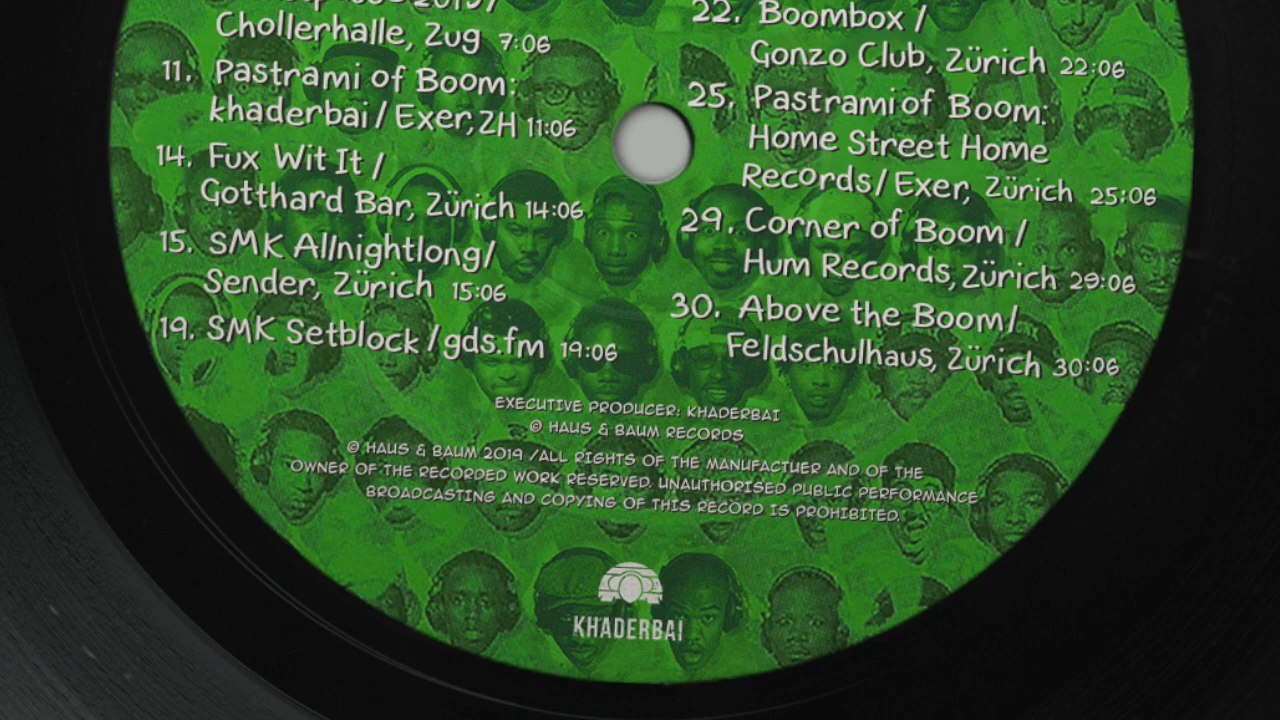 Chollerhalle, Zug 7:06
11. Pastrami of Boom:
khaderbai / Exer, ZH 11:06
14. Fux Wit It /
Gotthard Bar, Zürich 14:06
15. SMK Allnightlong/
Sender, Zürich 15:06
19. SMK Setblock / gds.fm 19:06
22. Boombox /
Gonzo Club, Zürich 22:06
25. Pastrami of Boom:
Home Street Home
Records / Exer, Zürich 25:06
29. Corner of Boom /
Hum Records, Zürich 29:06
30. Above the Boom/
Feldschulhaus, Zürich 30:06
EXECUTIVE PRODUCER: KHADERBAI
© HAUS & BAUM RECORDS
© HAUS & BAUM 2019 /ALL RIGHTS OF THE MANUFACTUER AND OF THE
OWNER OF THE RECORDED WORK RESERVED. UNAUTHORISED PUBLIC PERFORMANCE
BROADCASTING AND COPYING OF THIS RECORD IS PROHIBITED.
KHADERBAI